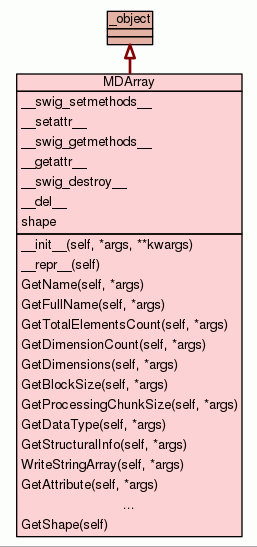 _object
MDArray
__swig_setmethods__
__setattr__
__swig_getmethods__
__getattr__
__swig_destroy__
__del__
shape
__init__(self, *args, **kwargs)
__repr__(self)
GetName(self, *args)
GetFullName(self, *args)
GetTotalElementsCount(self, *args)
GetDimensionCount(self, *args)
GetDimensions(self, *args)
GetBlockSize(self, *args)
GetProcessingChunkSize(self, *args)
GetDataType(self, *args)
GetStructuralInfo(self, *args)
WriteStringArray(self, *args)
GetAttribute(self, *args)
...
GetShape(self)